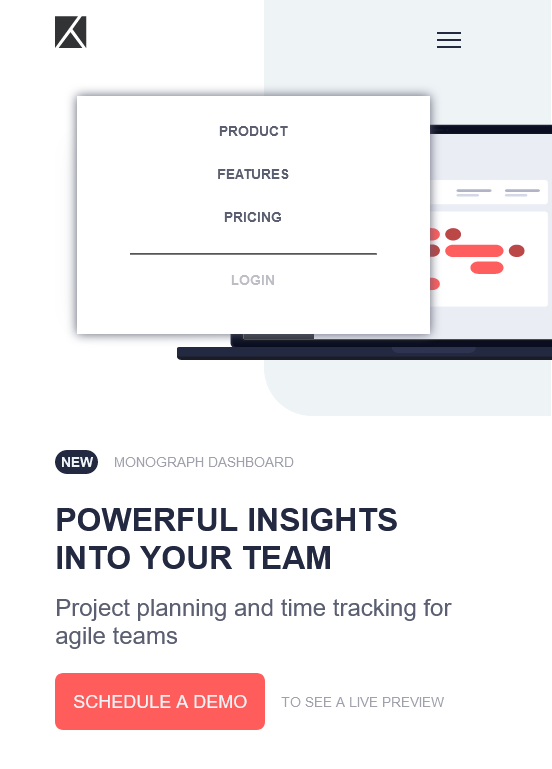 PRODUCT
FEATURES
PRICING
LOGIN
NEW MONOGRAPH DASHBOARD
POWERFUL INSIGHTS
INTO YOUR TEAM
Project planning and time tracking for
agile teams
SCHEDULE A DEMO TO SEE A LIVE PREVIEW